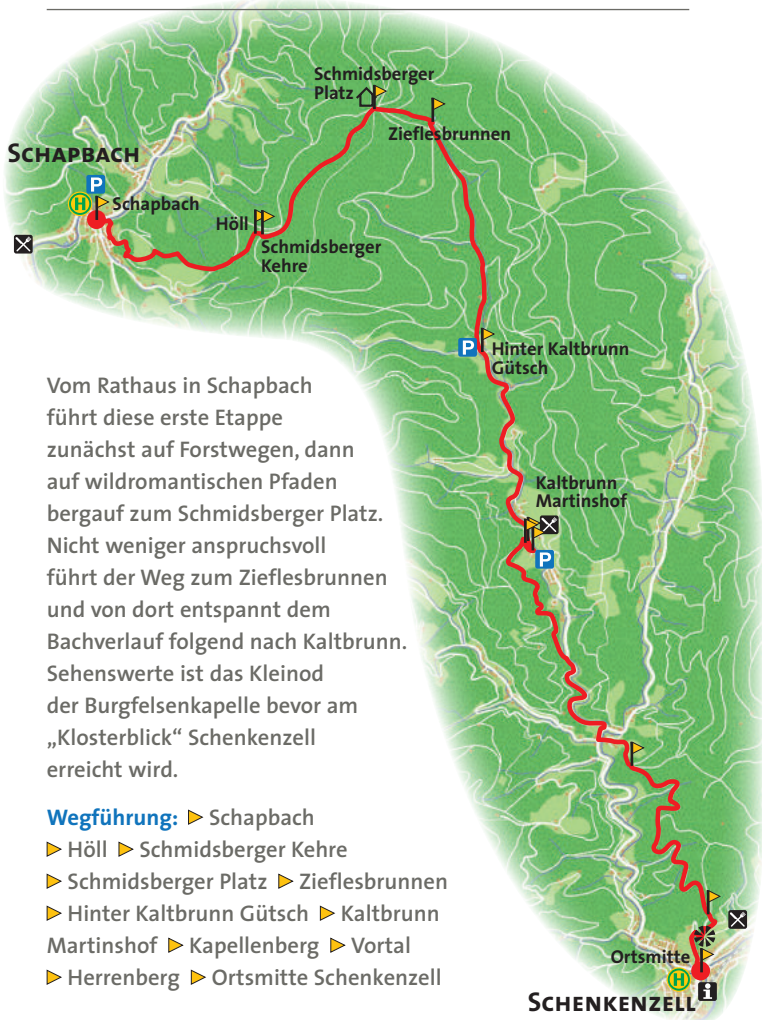 Schmidsberger
Platz
Zieflesbrunnen
SCHAPBACH
P
H
Schapbach
Höll
Schmidsberger
Kehre
P
Hinter Kaltbrunn
Gütsch
Kaltbrunn
Martinshof
P
Vom Rathaus in Schapbach
führt diese erste Etappe
zunächst auf Forstwegen, dann
auf wildromantischen Pfaden
bergauf zum Schmidsberger Platz.
Nicht weniger anspruchsvoll
führt der Weg zum Zieflesbrunnen
und von dort entspannt dem
Bachverlauf folgend nach Kaltbrunn.
Sehenswerte ist das Kleinod
der Burgfelsenkapelle bevor am
„Klosterblick“ Schenkenzell
erreicht wird.
Wegführung: Schapbach
Höll Schmidsberger Kehre
Schmidsberger Platz Zieflesbrunnen
Hinter Kaltbrunn Gütsch Kaltbrunn
Martinshof Kapellenberg Vortal
Herrenberg Ortsmitte Schenkenzell
Ortsmitte
H
i
SCHENKENZELL